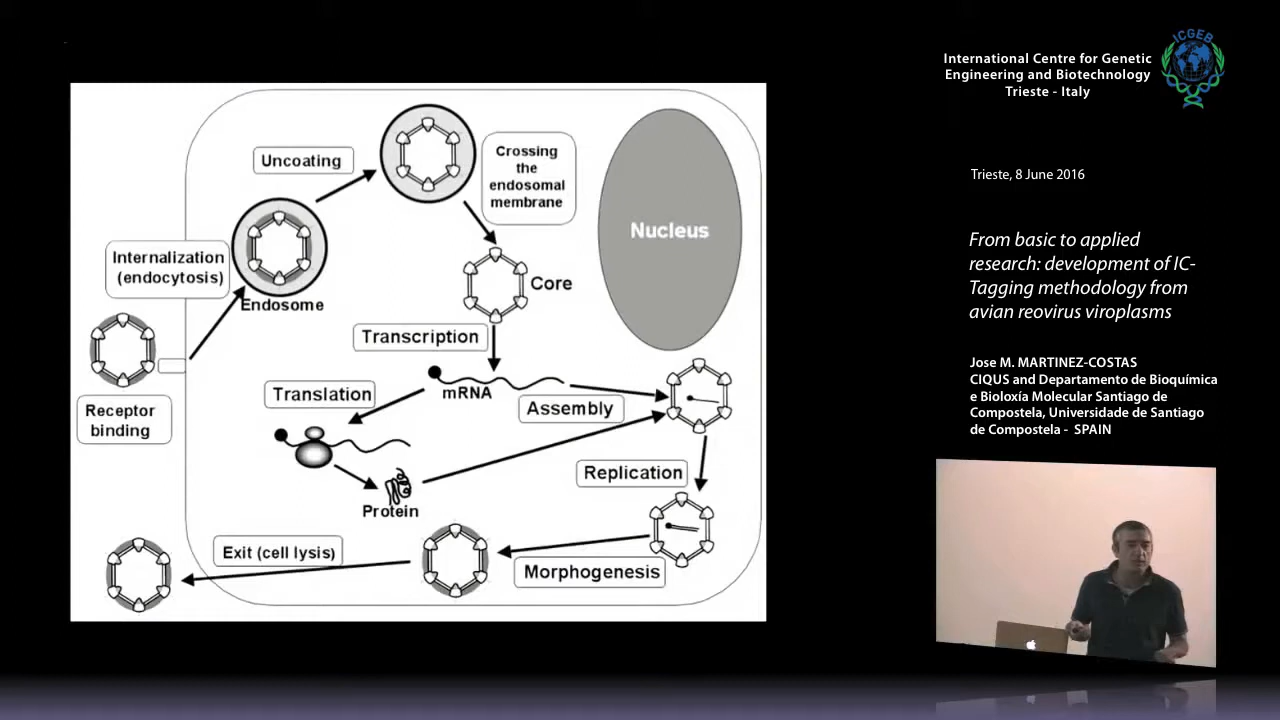 Uncoating
Crossing
the
endosomal
membrane
Nucleus
Internalization
(endocytosis)
Endosome
Core
Transcription
mRNA
Translation
Assembly
Receptor
binding
Replication
Protein
Exit (cell lysis)
Morphogenesis
ICGEB
International Centre for Genetic
Engineering and Biotechnology
Trieste - Italy
Trieste, 8 June 2016
From basic to applied
research: development of IC-
Tagging methodology from
avian reovirus viroplasms
Jose M. MARTINEZ-COSTAS
CIQUS and Departamento de Bioquímica
e Bioloxía Molecular Santiago de
Compostela, Universidade de Santiago
de Compostela - SPAIN